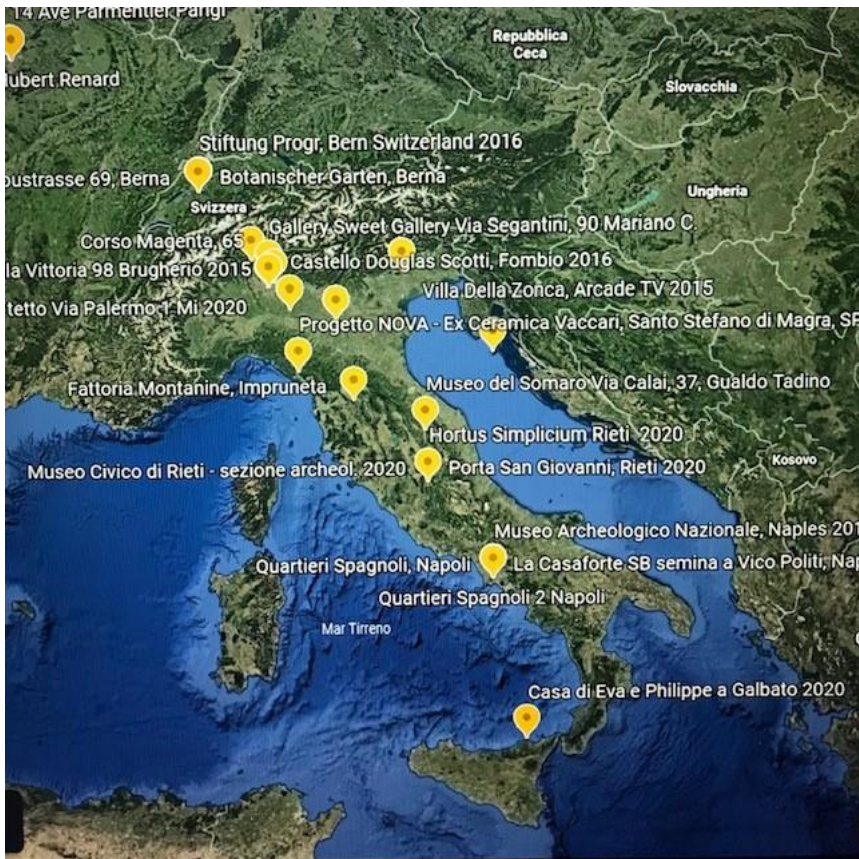 14 Ave Parmentier Parigi
Repubblica
Ceca
Hubert Renard
Slovacchia
Stiftung Progr, Bern Switzerland 2016
oustrasse 69, Berna
Botanischer Garten, Berna
Ungheria
Svizzera
Gallery Sweet Gallery Via Segantini, 90 Mariano C.
Corso Magenta, 65
la Vittoria 98 Brugherio 2015
Castello Douglas Scotti, Fombio 2016
Villa Della Zonca, Arcade TV 2015
tetto Via Palermo 1 Mi 2020
Progetto NOVA - Ex Ceramica Vaccari, Santo Stefano di Magra, SP
Fattoria Montanine, Impruneta
Museo del Somaro Via Calai, 37, Gualdo Tadino
Hortus Simplicium Rieti 2020
Kosovo
Museo Civico di Rieti - sezione archeol, 2020
Porta San Giovanni, Rieti 2020
Museo Archeologico Nazionale, Naples 201
Quartieri Spagnoli, Napoli
La Casaforte SB semina a Vico Politi, Nap
Quartieri Spagnoli 2 Napoli
Mar Tirreno
Casa di Eva e Philippe a Galbato 2020